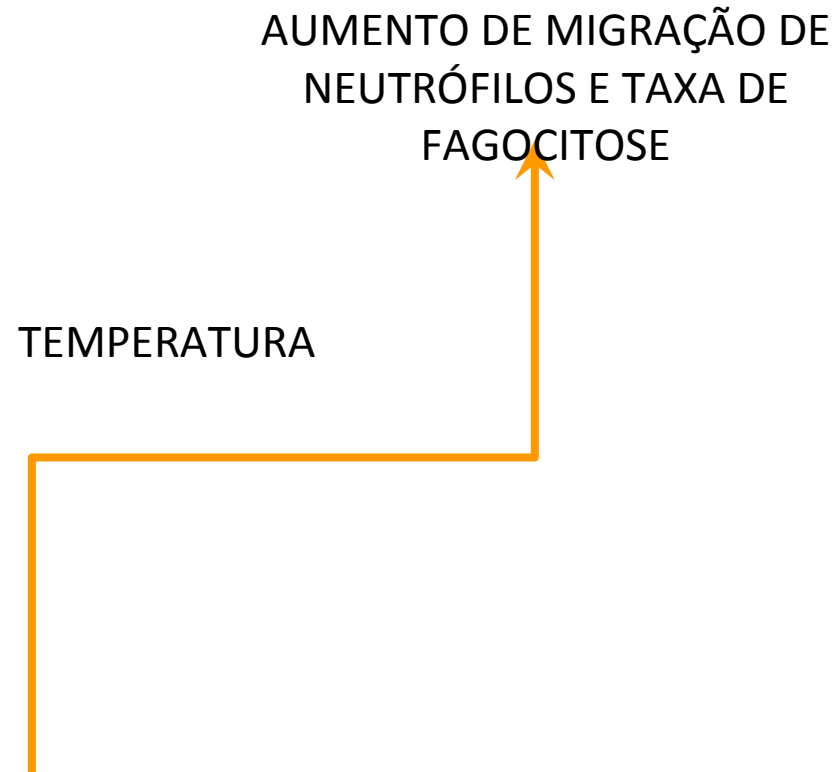 AUMENTO DE MIGRAÇÃO DE
NEUTRÓFILOS E TAXA DE
FAGOCITOSE
TEMPERATURA